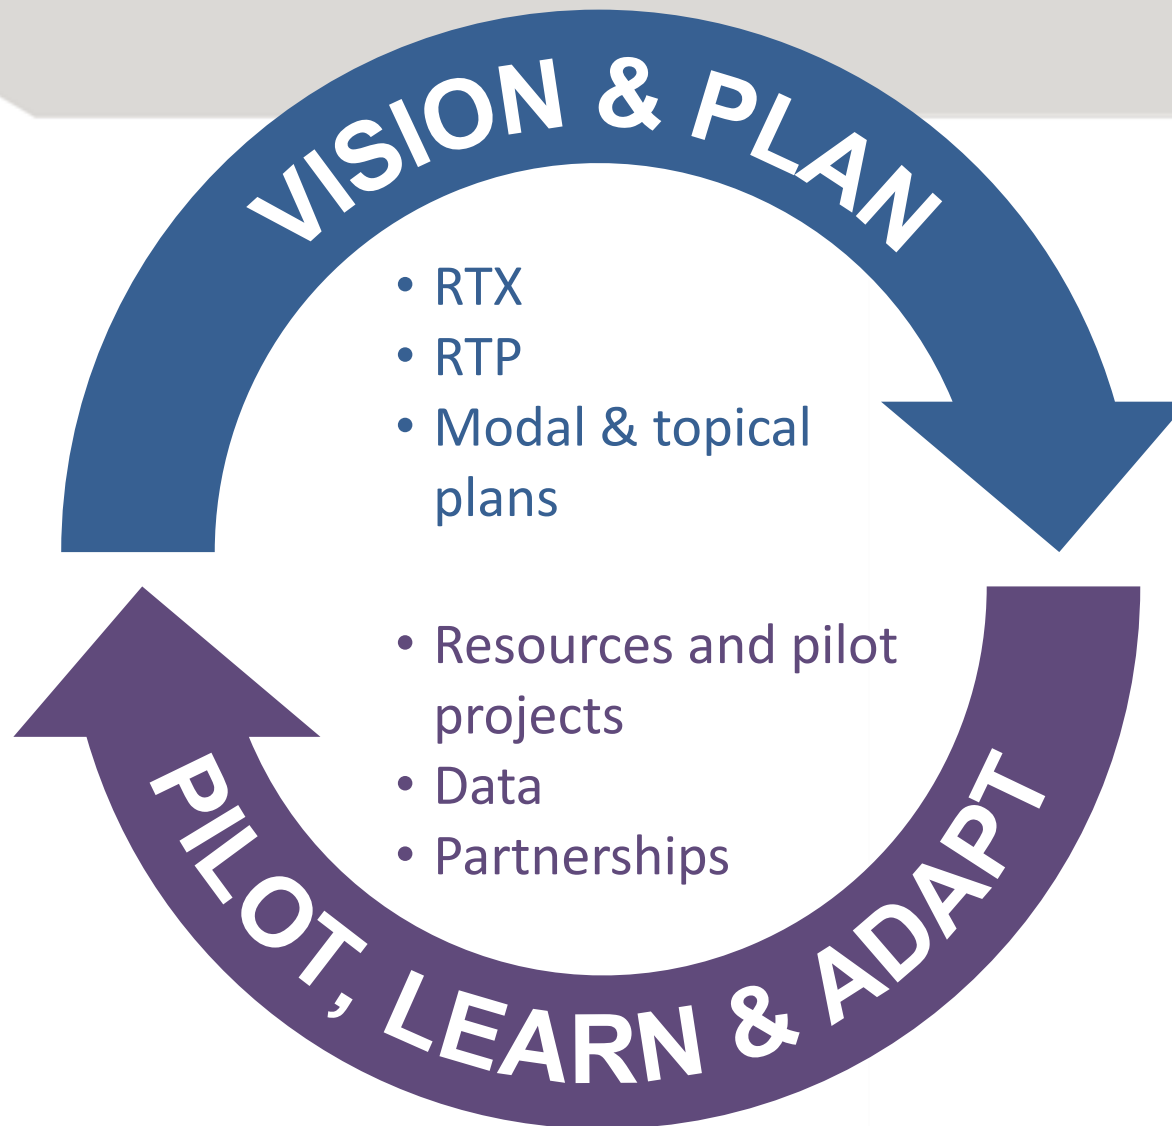 VISION & PLAN
• RTX
• RTP
• Modal & topical
plans
• Resources and pilot
projects
• Data
• Partnerships
PILOT, LEARN & ADAPT